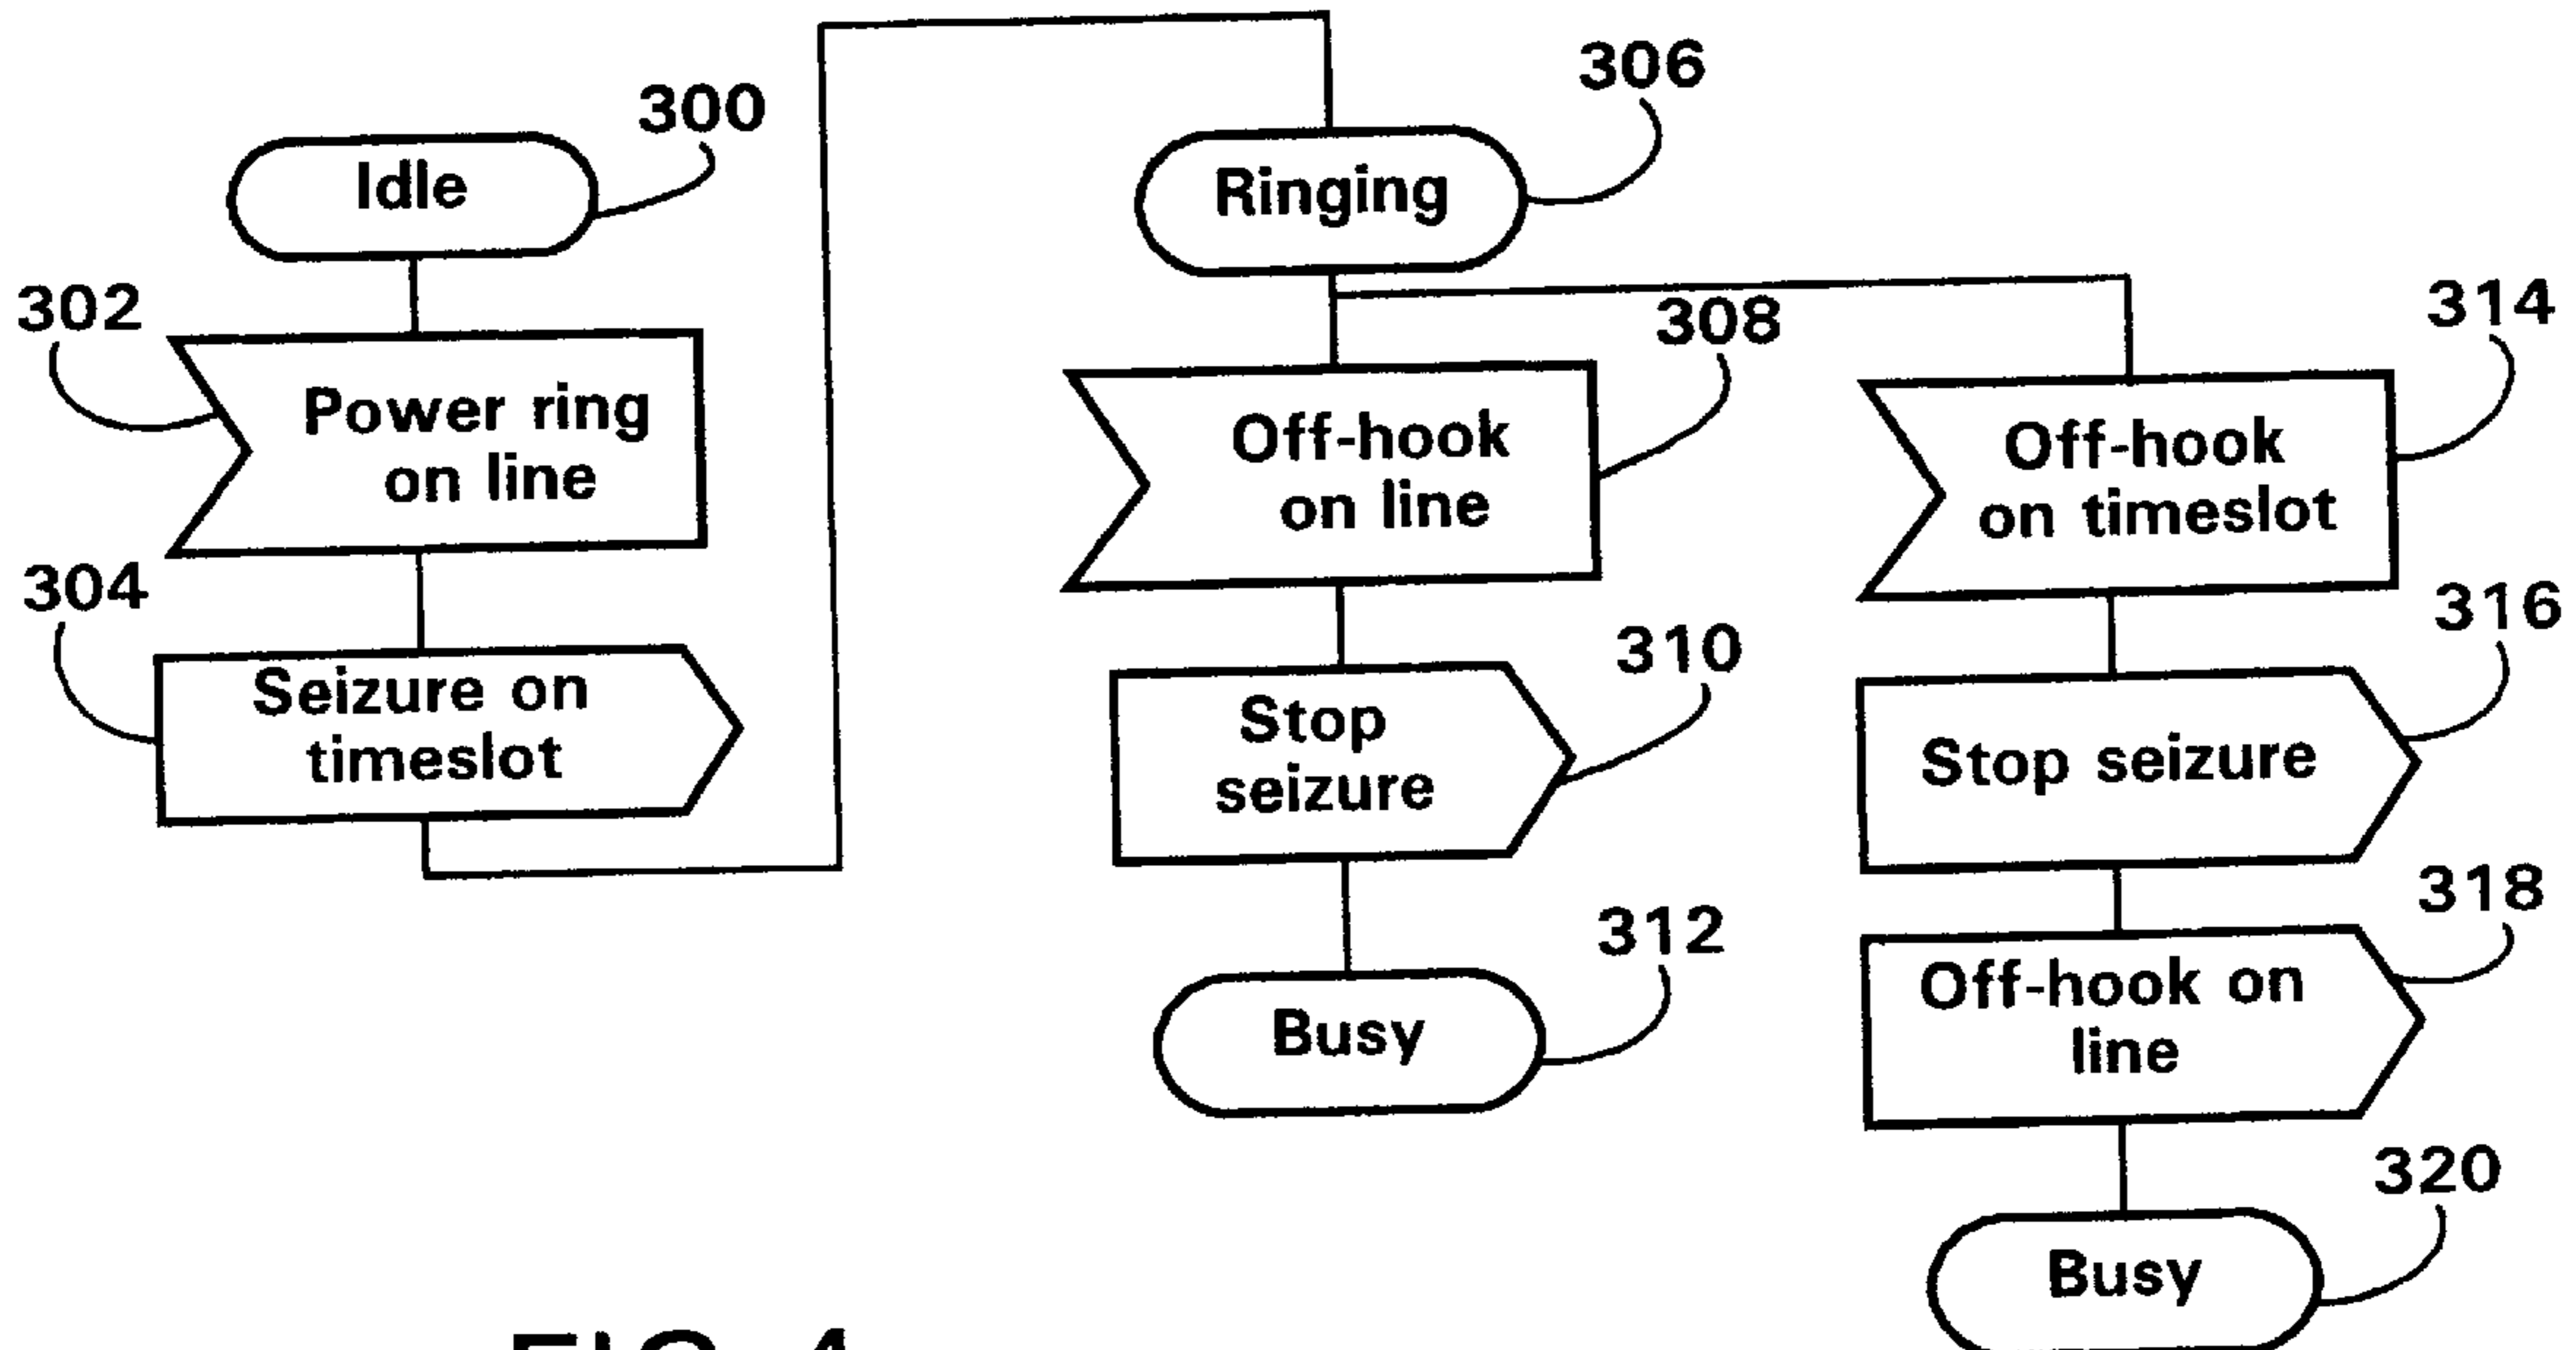 300
Idle
302
Power ring
on line
304
Seizure on
timeslot
306
Ringing
308
Off-hook
on line
310
Stop
seizure
312
Busy
314
Off-hook
on timeslot
316
Stop seizure
318
Off-hook on
line
320
Busy